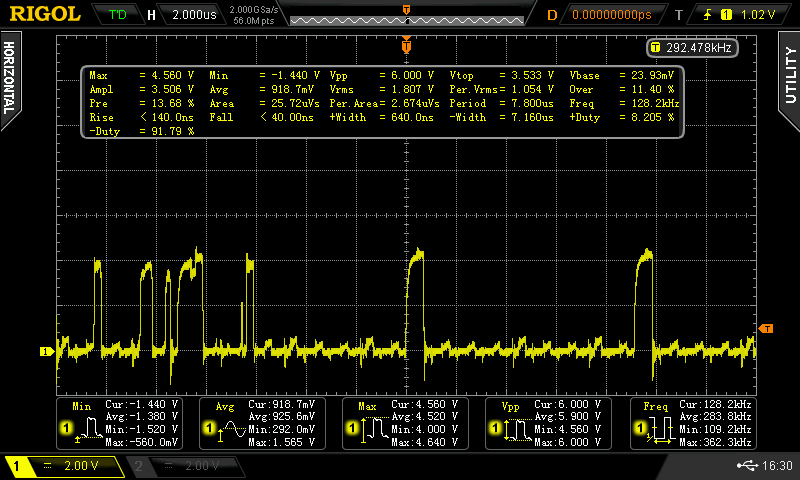 RIGOL T'D H 2.000us 2.000GSa/s 56.0M pts D 0.00000000ps T 1 1.02 V
HORIZONTAL
UTILITY
T 292.478kHz
Max = 4.560 V Min = -1.440 V Vpp = 6.000 V Vtop = 3.533 V Vbase = 23.93mV
Ampl = 3.506 V Avg = 918.7mV Vrms = 1.807 V Per.Vrms= 1.054 V Over = 11.40 %
Pre = 13.68 % Area = 25.72uVs Per.Area= 2.674uVs Period = 7.800us Freq = 128.2kHz
Rise < 140.0ns Fall < 40.00ns +Width = 640.0ns -Width = 7.160us +Duty = 8.205 %
-Duty = 91.79 %
T
T
1
Min
1
Cur:-1.440 V
Avg:-1.380 V
Min:-1.520 V
Max:-560.0mV
Avg
1
Cur:918.7mV
Avg:925.6mV
Min:292.0mV
Max:1.565 V
Max
1
Cur:4.560 V
Avg:4.520 V
Min:4.000 V
Max:4.640 V
Vpp
1
Cur:6.000 V
Avg:5.900 V
Min:4.560 V
Max:6.000 V
Freq
1
Cur:128.2kHz
Avg:283.8kHz
Min:109.2kHz
Max:362.3kHz
1 2.00 V 2 2.00 V 16:30